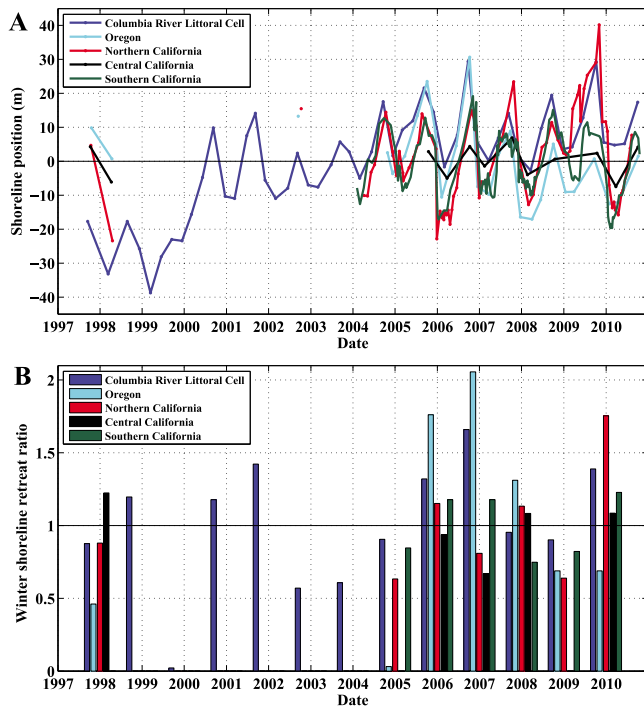 A
Columbia River Littoral Cell
Oregon
Northern California
Central California
Southern California
Shoreline position (m)
40
30
20
10
0
−10
−20
−30
−40
1997 1998 1999 2000 2001 2002 2003 2004 2005 2006 2007 2008 2009 2010
Date
B
Columbia River Littoral Cell
Oregon
Northern California
Central California
Southern California
Winter shoreline retreat ratio
2
1.5
1
0.5
0
1997 1998 1999 2000 2001 2002 2003 2004 2005 2006 2007 2008 2009 2010
Date